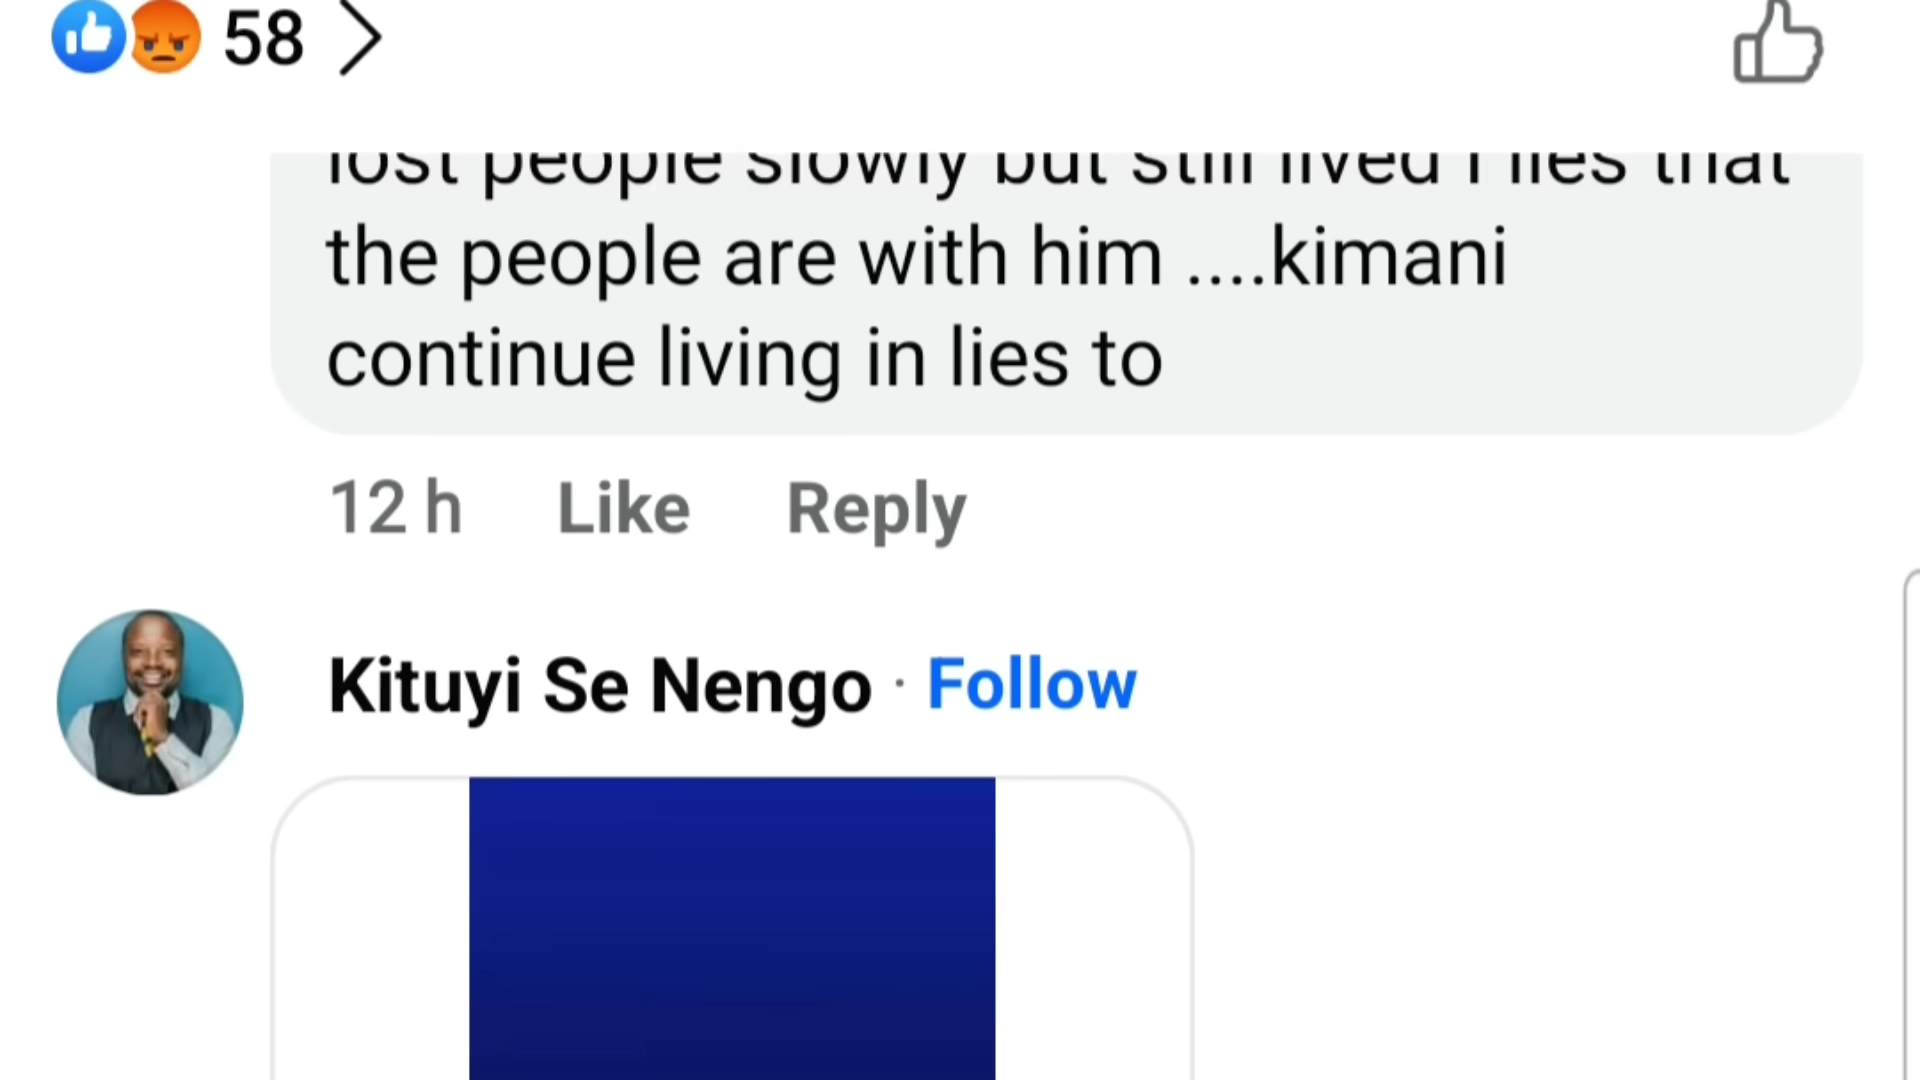 58
lost people slowly but still lived I lies that
the people are with him ....kimani
continue living in lies to
12 h Like Reply
Kituyi Se Nengo · Follow